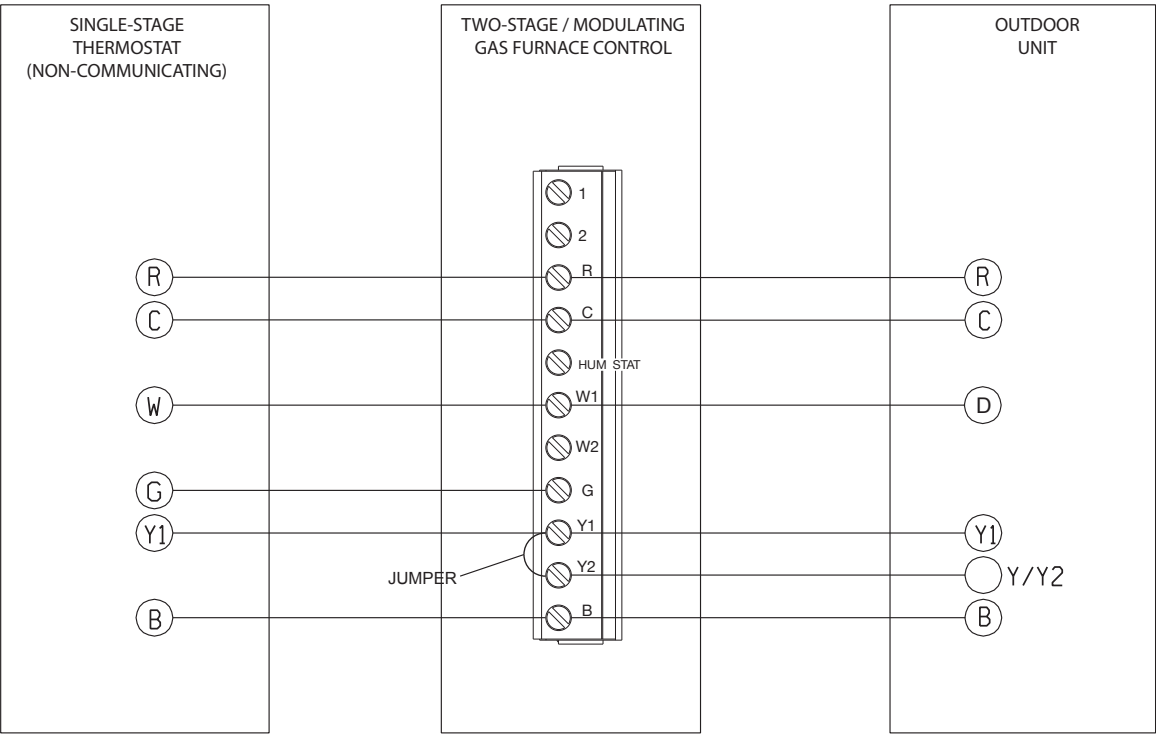 SINGLE-STAGE
THERMOSTAT
(NON-COMMUNICATING)
TWO-STAGE / MODULATING
GAS FURNACE CONTROL
OUTDOOR
UNIT
1
2
R R R
C C C
HUM STAT
W W1 D
W2
G G
Y1 Y1 Y1
JUMPER Y2 Y/Y2
B B B